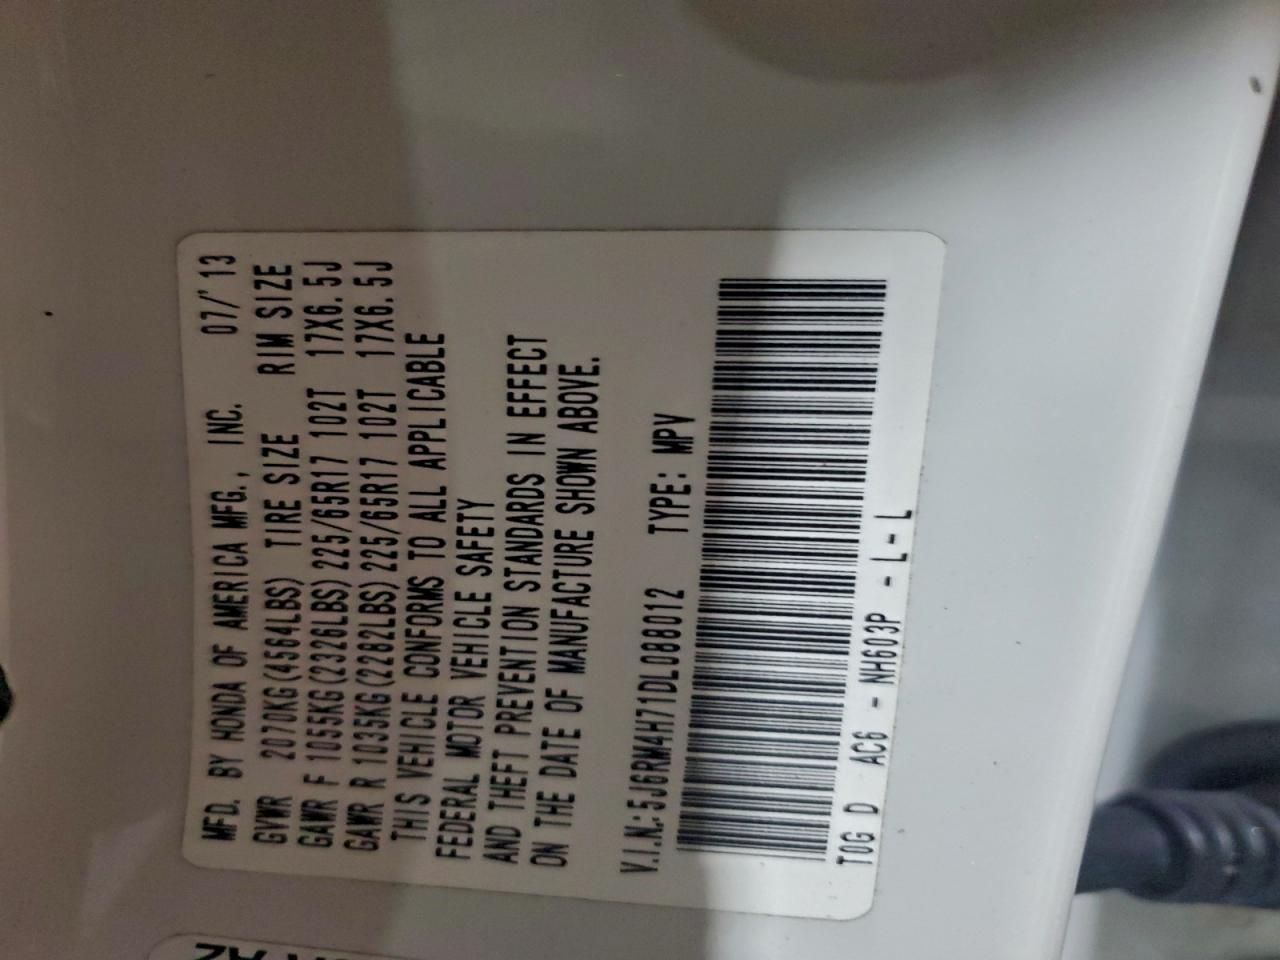 MFD. BY HONDA OF AMERICA MFG., INC. 07/'13
GVWR 2070KG(4564LBS) TIRE SIZE RIM SIZE
GAWR F 1055KG(2326LBS) 225/65R17 102T 17X6.5J
GAWR R 1035KG(2282LBS) 225/65R17 102T 17X6.5J
THIS VEHICLE CONFORMS TO ALL APPLICABLE
FEDERAL MOTOR VEHICLE SAFETY
AND THEFT PREVENTION STANDARDS IN EFFECT
ON THE DATE OF MANUFACTURE SHOWN ABOVE.
V.I.N.:5J6RM4H71DL088012 TYPE: MPV
T0G D AC6 - NH603P - L- L